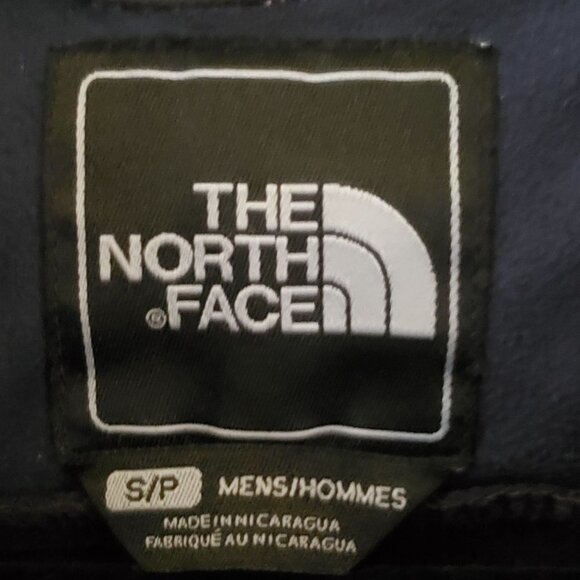 THE
NORTH
® FACE
S/P MENS/HOMMES
MADE IN NICARAGUA
FABRIQUÉ AU NICARAGUA